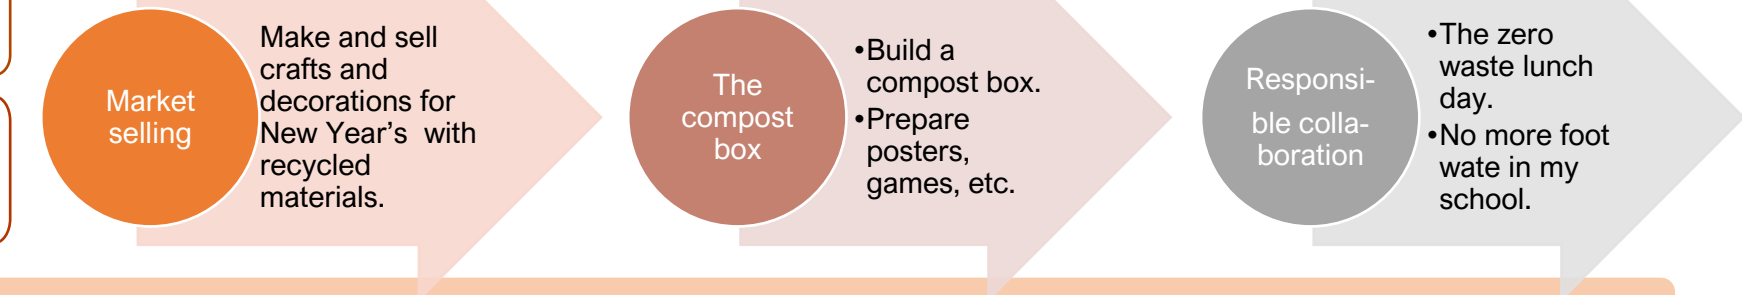 Market
selling
Make and sell
crafts and
decorations for
New Year’s  with
recycled
materials.
The
compost
box
•Build a
compost box.
•Prepare
posters,
games, etc.
Responsi-
ble colla-
boration
•The zero
waste lunch
day.
•No more foot
wate in my
school.